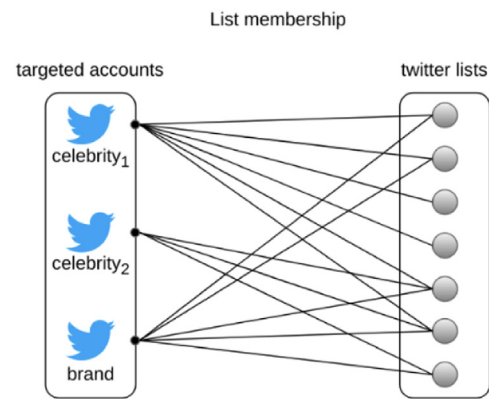 List membership
targeted accounts
twitter lists
celebrity₁
celebrity₂
brand